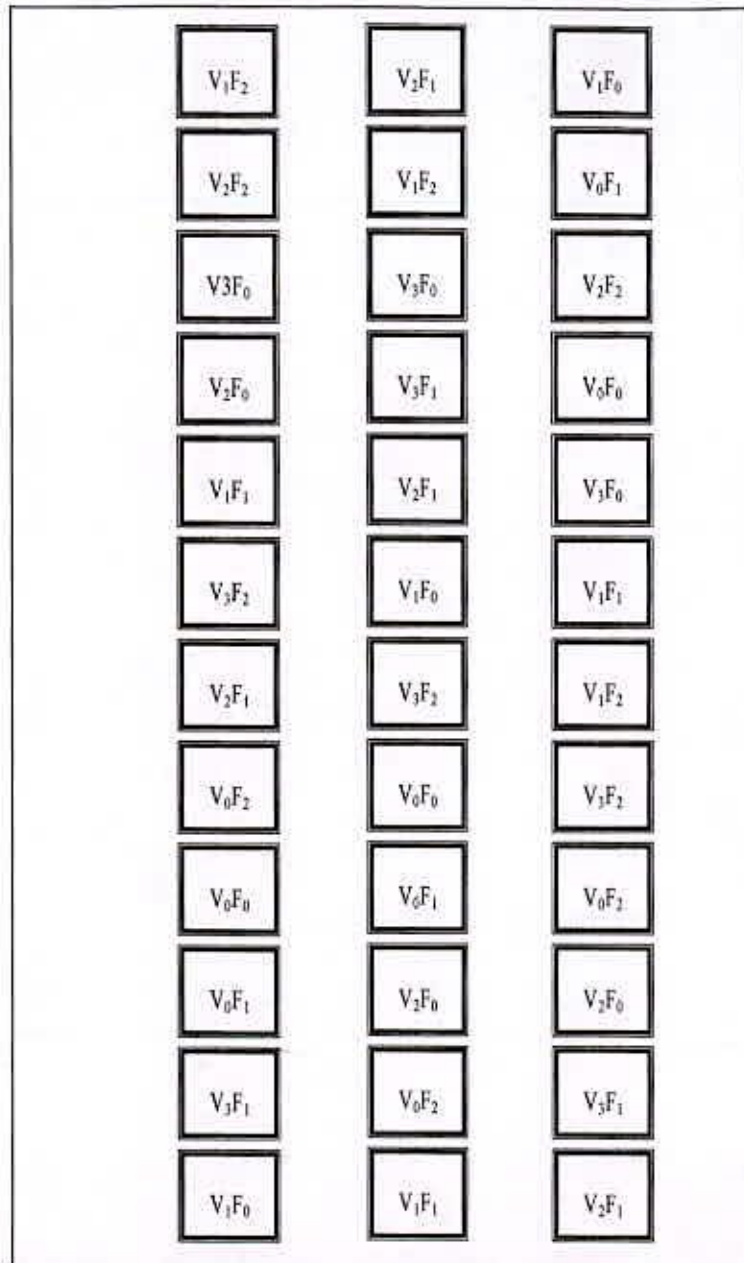 V₁F₂ V₂F₁ V₁F₀
V₂F₂ V₁F₂ V₀F₁
V3F₀ V₃F₀ V₂F₂
V₂F₀ V₃F₁ V₀F₀
V₁F₁ V₂F₁ V₃F₀
V₃F₂ V₁F₀ V₁F₁
V₂F₁ V₃F₂ V₁F₂
V₀F₂ V₀F₀ V₃F₂
V₀F₀ V₀F₁ V₀F₂
V₀F₁ V₂F₀ V₂F₀
V₃F₁ V₀F₂ V₃F₁
V₁F₀ V₁F₁ V₂F₁